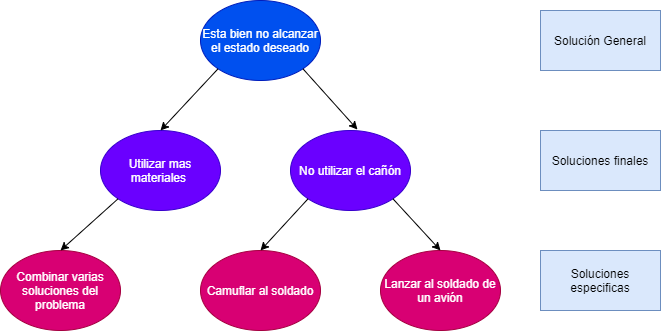 Esta bien no alcanzar
el estado deseado
Solución General
Utilizar mas
materiales
No utilizar el cañón
Soluciones finales
Combinar varias
soluciones del
problema
Camuflar al soldado
Lanzar al soldado de
un avión
Soluciones
especificas